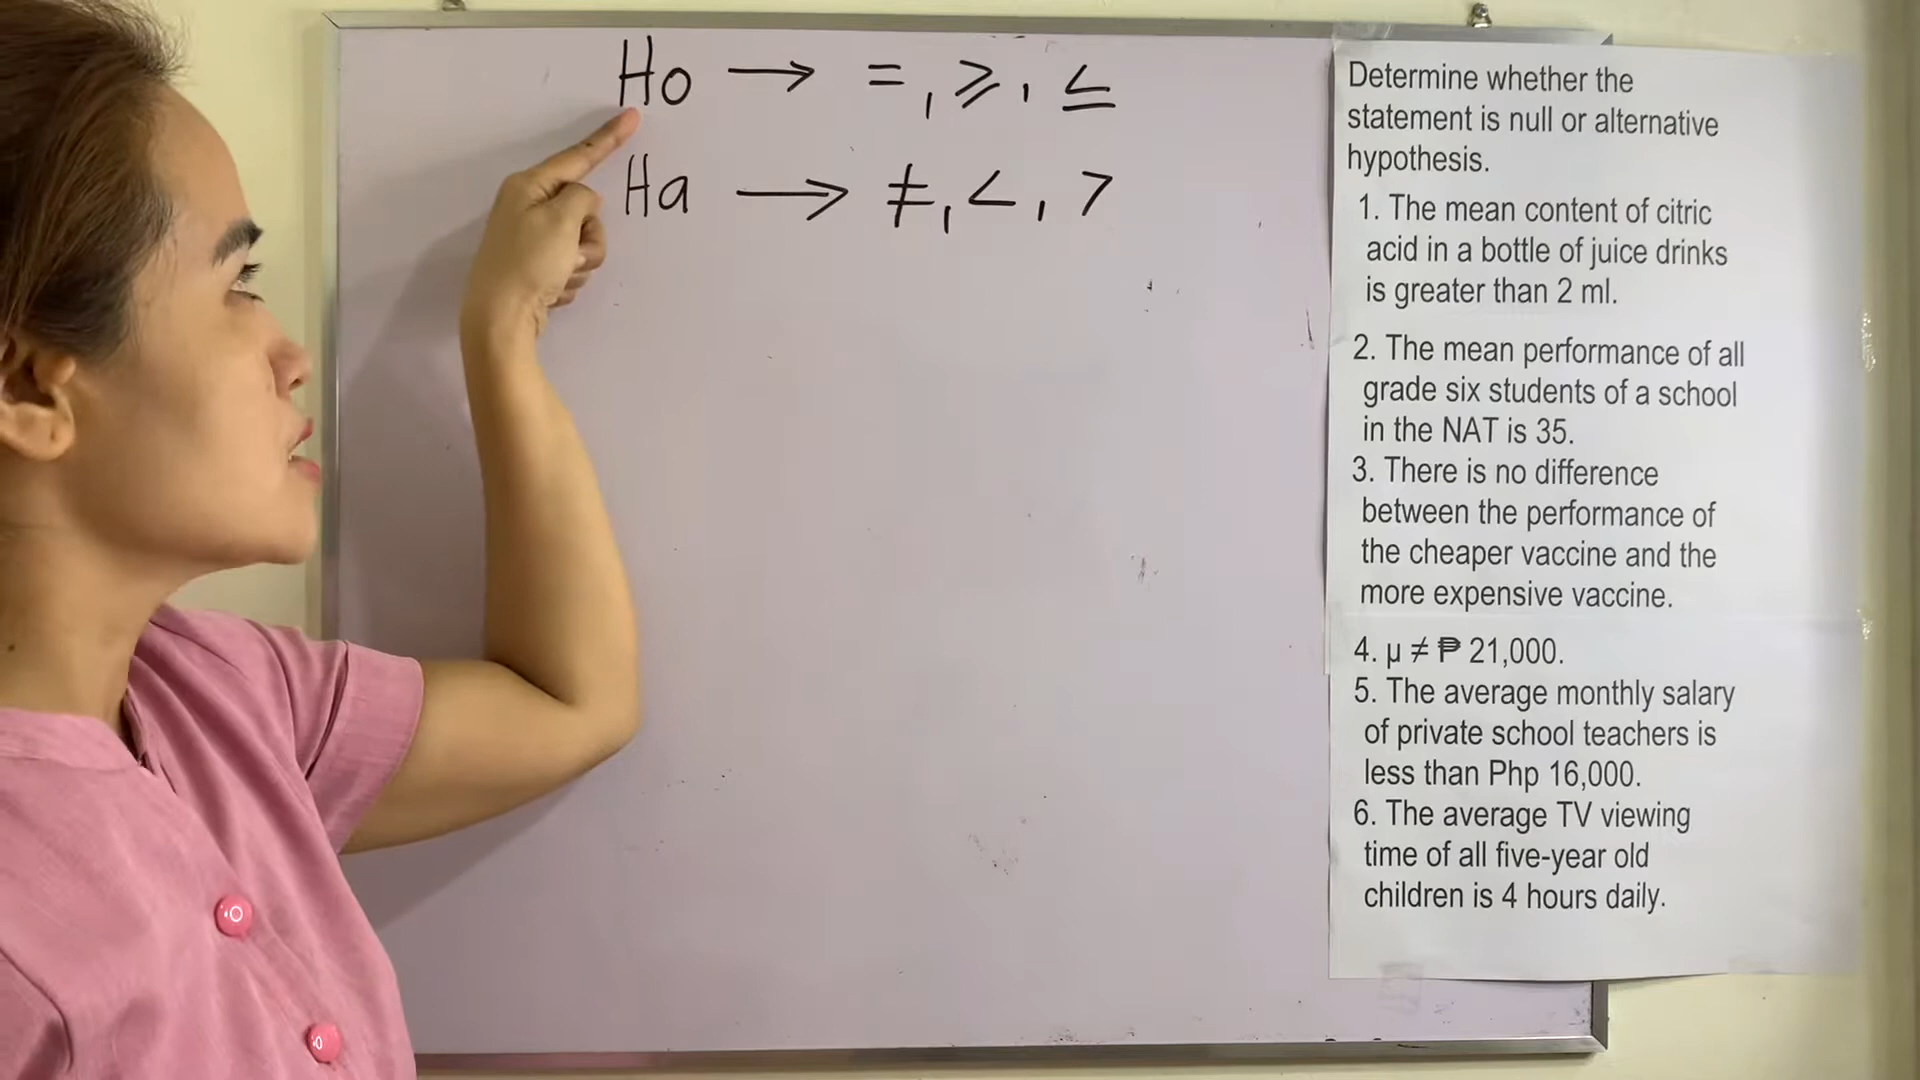 Ho → = , ≥ , ≤
Ha → ≠ , < , >
Determine whether the
statement is null or alternative
hypothesis.
1. The mean content of citric
acid in a bottle of juice drinks
is greater than 2 ml.
2. The mean performance of all
grade six students of a school
in the NAT is 35.
3. There is no difference
between the performance of
the cheaper vaccine and the
more expensive vaccine.
4. μ ≠ ₱ 21,000.
5. The average monthly salary
of private school teachers is
less than Php 16,000.
6. The average TV viewing
time of all five-year old
children is 4 hours daily.